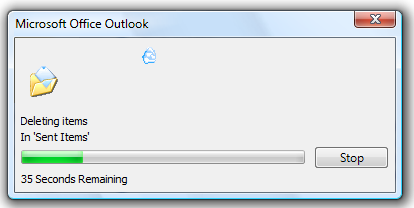 Microsoft Office Outlook
Deleting items
In 'Sent Items'
Stop
35 Seconds Remaining